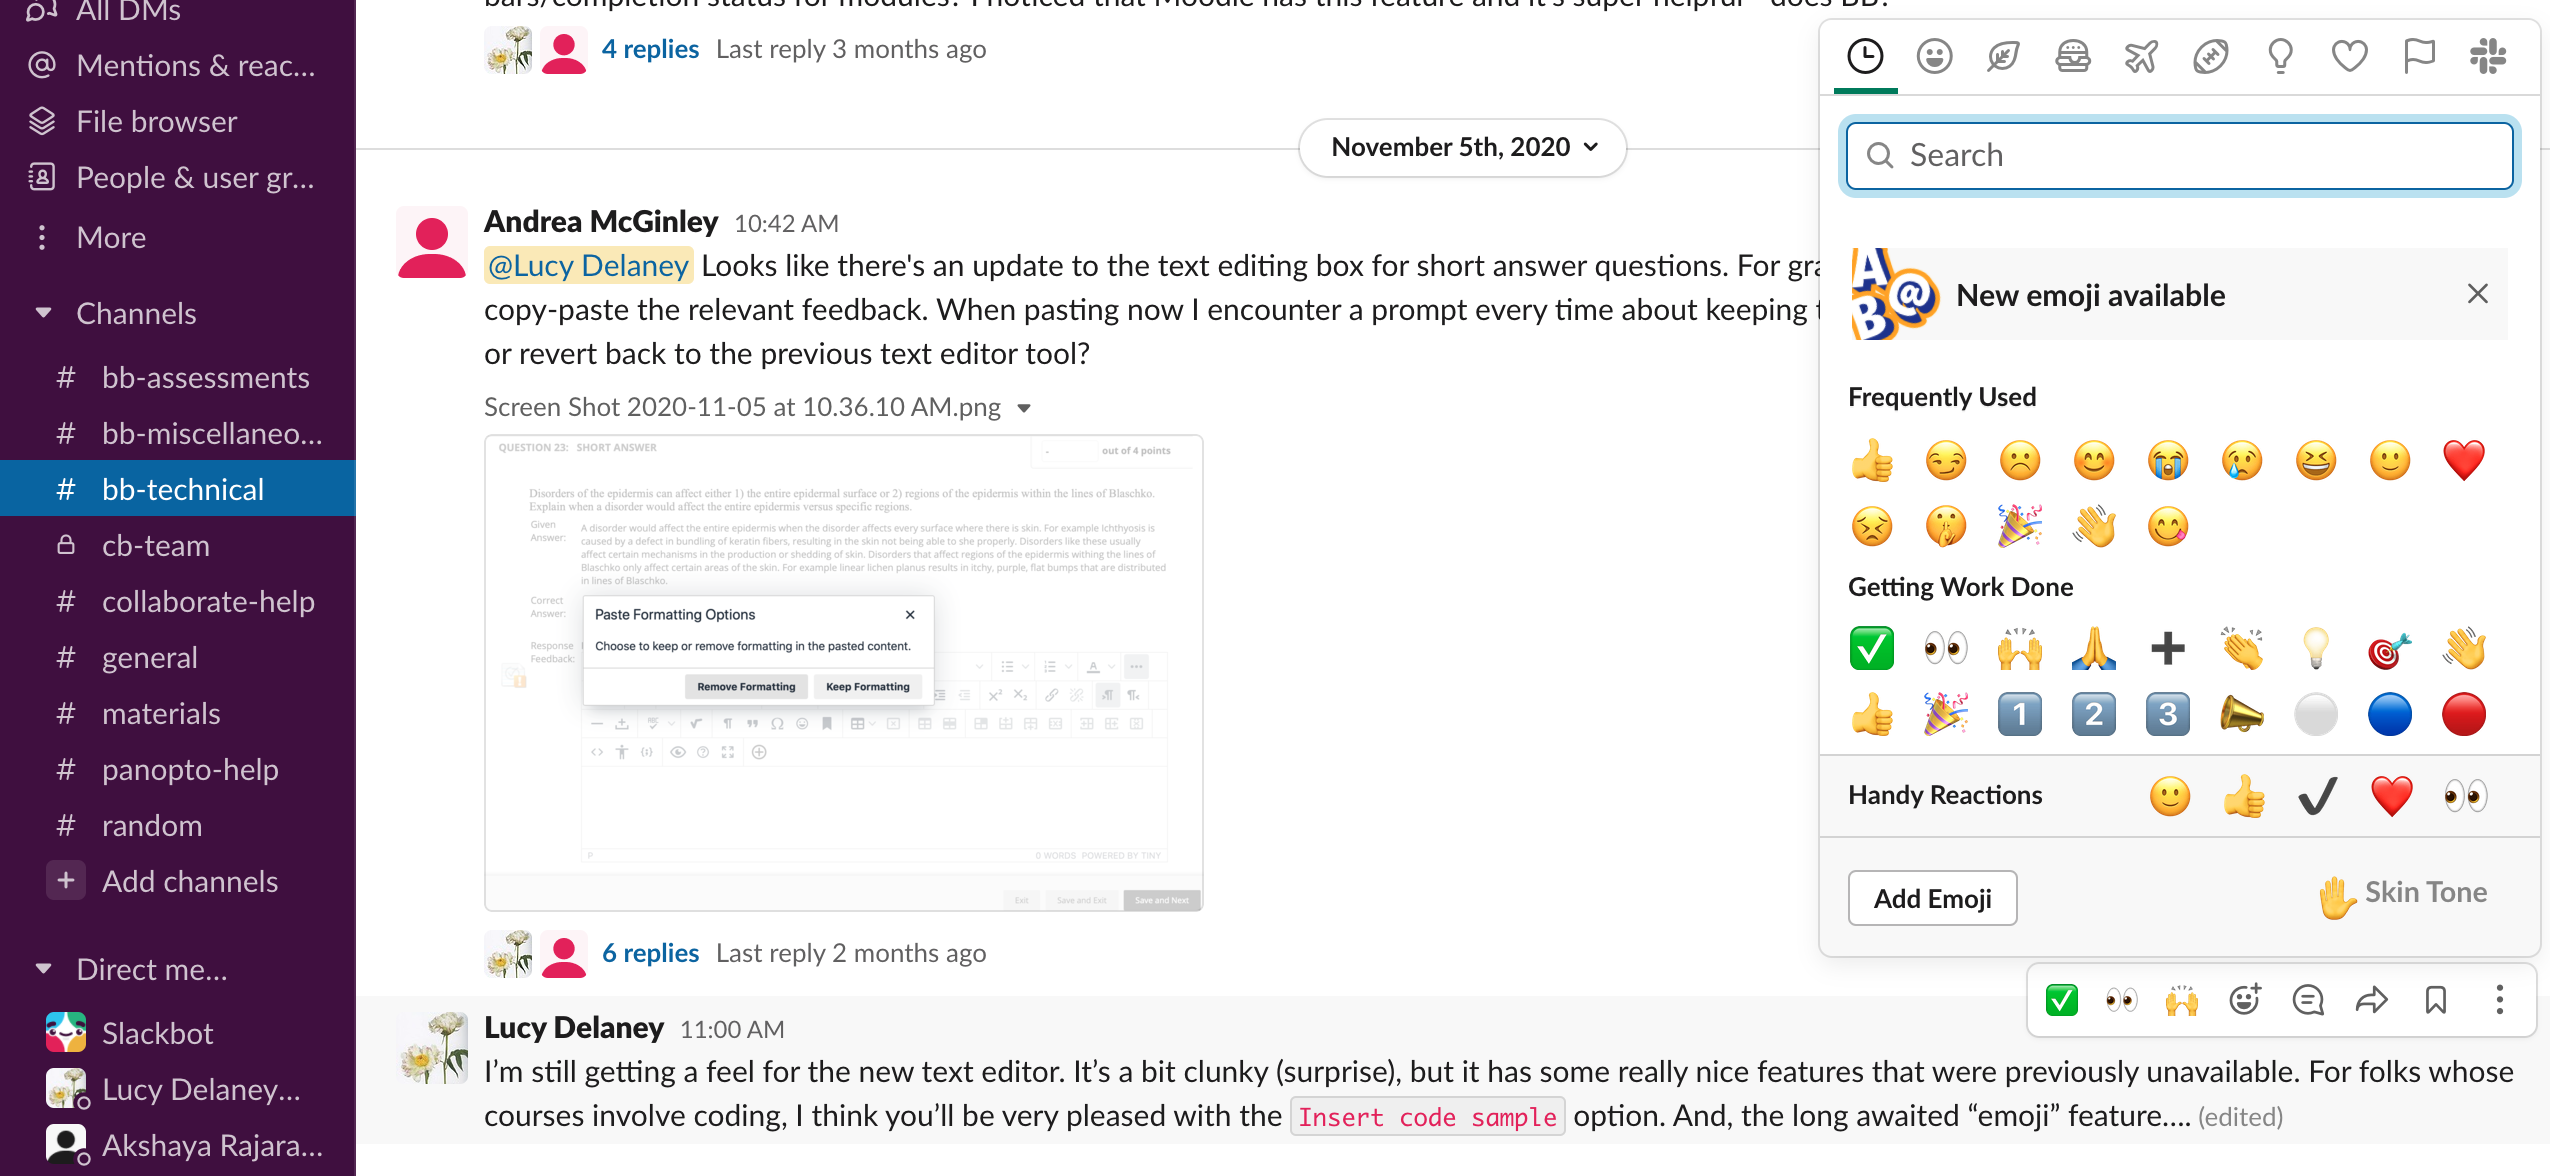 All DMs
Mentions & reac...
File browser
People & user gr...
More
Channels
# bb-assessments
# bb-miscellaneo...
# bb-technical
cb-team
# collaborate-help
# general
# materials
# panopto-help
# random
+ Add channels
Direct me...
Slackbot
Lucy Delaney...
Akshaya Rajara...
bars/completion status for modules? I noticed that Moodle has this feature and it's super helpful - does BB?
4 replies Last reply 3 months ago
November 5th, 2020
Andrea McGinley 10:42 AM
@Lucy Delaney Looks like there's an update to the text editing box for short answer questions. For gra
copy-paste the relevant feedback. When pasting now I encounter a prompt every time about keeping t
or revert back to the previous text editor tool?
Screen Shot 2020-11-05 at 10.36.10 AM.png
QUESTION 23: SHORT ANSWER
- out of 4 points
Disorders of the epidermis can affect either 1) the entire epidermal surface or 2) regions of the epidermis within the lines of Blaschko.
Explain when a disorder would affect the entire epidermis versus specific regions.
Given Answer:
A disorder would affect the entire epidermis when the disorder affects every surface where there is skin. For example Ichthyosis is
caused by a defect in bundling of keratin fibers, resulting in the skin not being able to she properly. Disorders like these usually
affect certain mechanisms in the production or shedding of skin. Disorders that affect regions of the epidermis withing the lines of
Blaschko only affect certain areas of the skin. For example linear lichen planus results in itchy, purple, flat bumps that are distributed
in lines of Blaschko.
Correct Answer:
Response Feedback:
Paste Formatting Options
Choose to keep or remove formatting in the pasted content.
Remove Formatting Keep Formatting
P 0 WORDS POWERED BY TINY
Exit Save and Exit Save and Next
6 replies Last reply 2 months ago
Lucy Delaney 11:00 AM
I’m still getting a feel for the new text editor. It’s a bit clunky (surprise), but it has some really nice features that were previously unavailable. For folks whose
courses involve coding, I think you’ll be very pleased with the Insert code sample option. And, the long awaited “emoji” feature…. (edited)
Search
New emoji available
Frequently Used
Getting Work Done
1 2 3
Handy Reactions
Add Emoji
Skin Tone